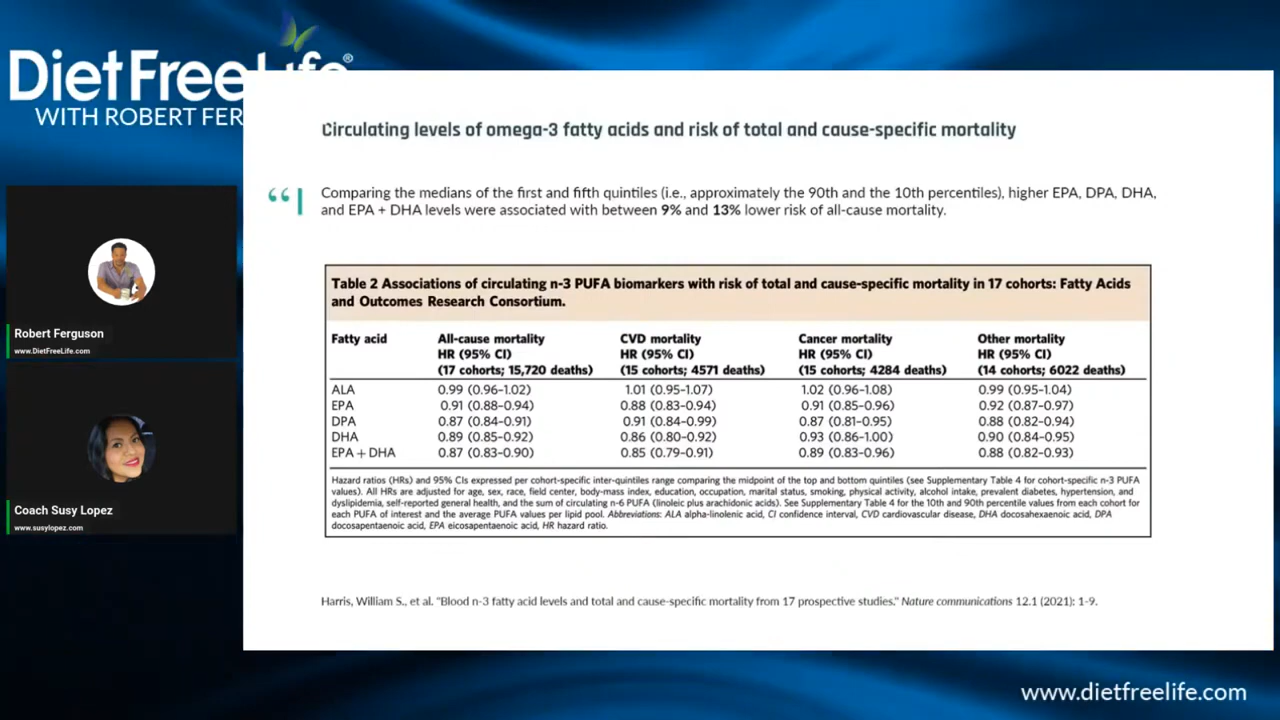 DietFreeLife®
WITH ROBERT FER
Circulating levels of omega-3 fatty acids and risk of total and cause-specific mortality
“ Comparing the medians of the first and fifth quintiles (i.e., approximately the 90th and the 10th percentiles), higher EPA, DPA, DHA,
and EPA + DHA levels were associated with between 9% and 13% lower risk of all-cause mortality.
Table 2 Associations of circulating n-3 PUFA biomarkers with risk of total and cause-specific mortality in 17 cohorts: Fatty Acids
and Outcomes Research Consortium.
Fatty acid All-cause mortality CVD mortality Cancer mortality Other mortality
HR (95% CI) HR (95% CI) HR (95% CI) HR (95% CI)
(17 cohorts; 15,720 deaths) (15 cohorts; 4571 deaths) (15 cohorts; 4284 deaths) (14 cohorts; 6022 deaths)
ALA 0.99 (0.96–1.02) 1.01 (0.95–1.07) 1.02 (0.96–1.08) 0.99 (0.95–1.04)
EPA 0.91 (0.88–0.94) 0.88 (0.83–0.94) 0.91 (0.85–0.96) 0.92 (0.87–0.97)
DPA 0.87 (0.84–0.91) 0.91 (0.84–0.99) 0.87 (0.81–0.95) 0.88 (0.82–0.94)
DHA 0.89 (0.85–0.92) 0.86 (0.80–0.92) 0.93 (0.86–1.00) 0.90 (0.84–0.95)
EPA + DHA 0.87 (0.83–0.90) 0.85 (0.79–0.91) 0.89 (0.83–0.96) 0.88 (0.82–0.93)
Hazard ratios (HRs) and 95% CIs expressed per cohort-specific inter-quintiles range comparing the midpoint of the top and bottom quintiles (see Supplementary Table 4 for cohort-specific n-3 PUFA
values). All HRs are adjusted for age, sex, race, field center, body-mass index, education, occupation, marital status, smoking, physical activity, alcohol intake, prevalent diabetes, hypertension, and
dyslipidemia, self-reported general health, and the sum of circulating n-6 PUFA (linoleic plus arachidonic acids). See Supplementary Table 4 for the 10th and 90th percentile values from each cohort for
each PUFA of interest and the average PUFA values per lipid pool. Abbreviations: ALA alpha-linolenic acid, CI confidence interval, CVD cardiovascular disease, DHA docosahexaenoic acid, DPA
docosapentaenoic acid, EPA eicosapentaenoic acid, HR hazard ratio.
Harris, William S., et al. "Blood n-3 fatty acid levels and total and cause-specific mortality from 17 prospective studies." Nature communications 12.1 (2021): 1-9.
Robert Ferguson
www.DietFreeLife.com
Coach Susy Lopez
www.susylopez.com
www.dietfreelife.com